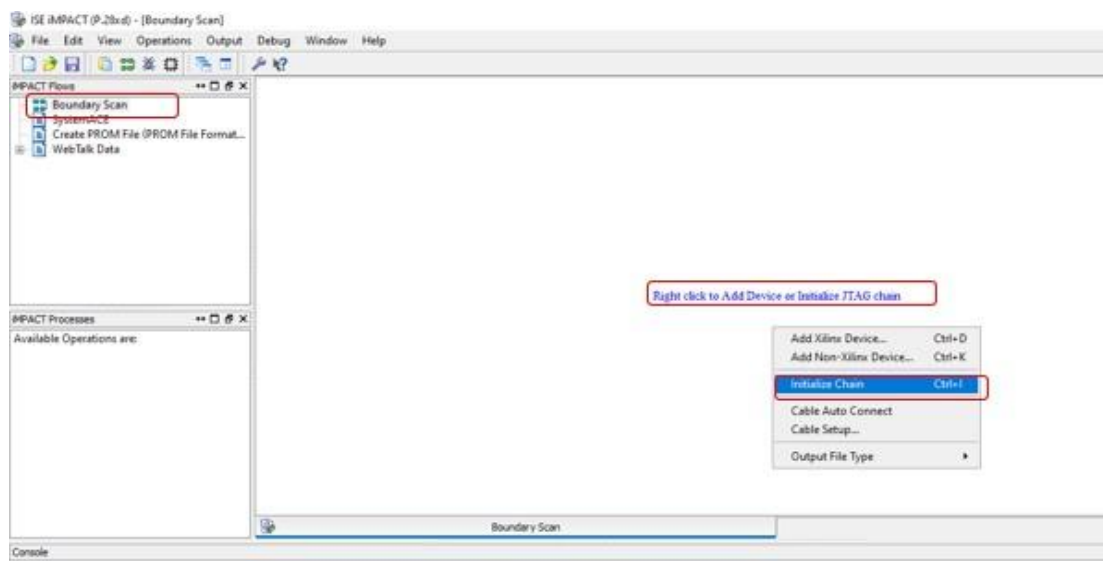 ISE iMPACT (P.28xd) - [Boundary Scan]
File Edit View Operations Output Debug Window Help
iMPACT Flows
Boundary Scan
SystemACE
Create PROM File (PROM File Format...
WebTalk Data
Right click to Add Device or Initialize JTAG chain
iMPACT Processes
Available Operations are:
Add Xilinx Device... Ctrl+D
Add Non-Xilinx Device... Ctrl+K
Initialize Chain Ctrl+I
Cable Auto Connect
Cable Setup...
Output File Type
Boundary Scan
Console